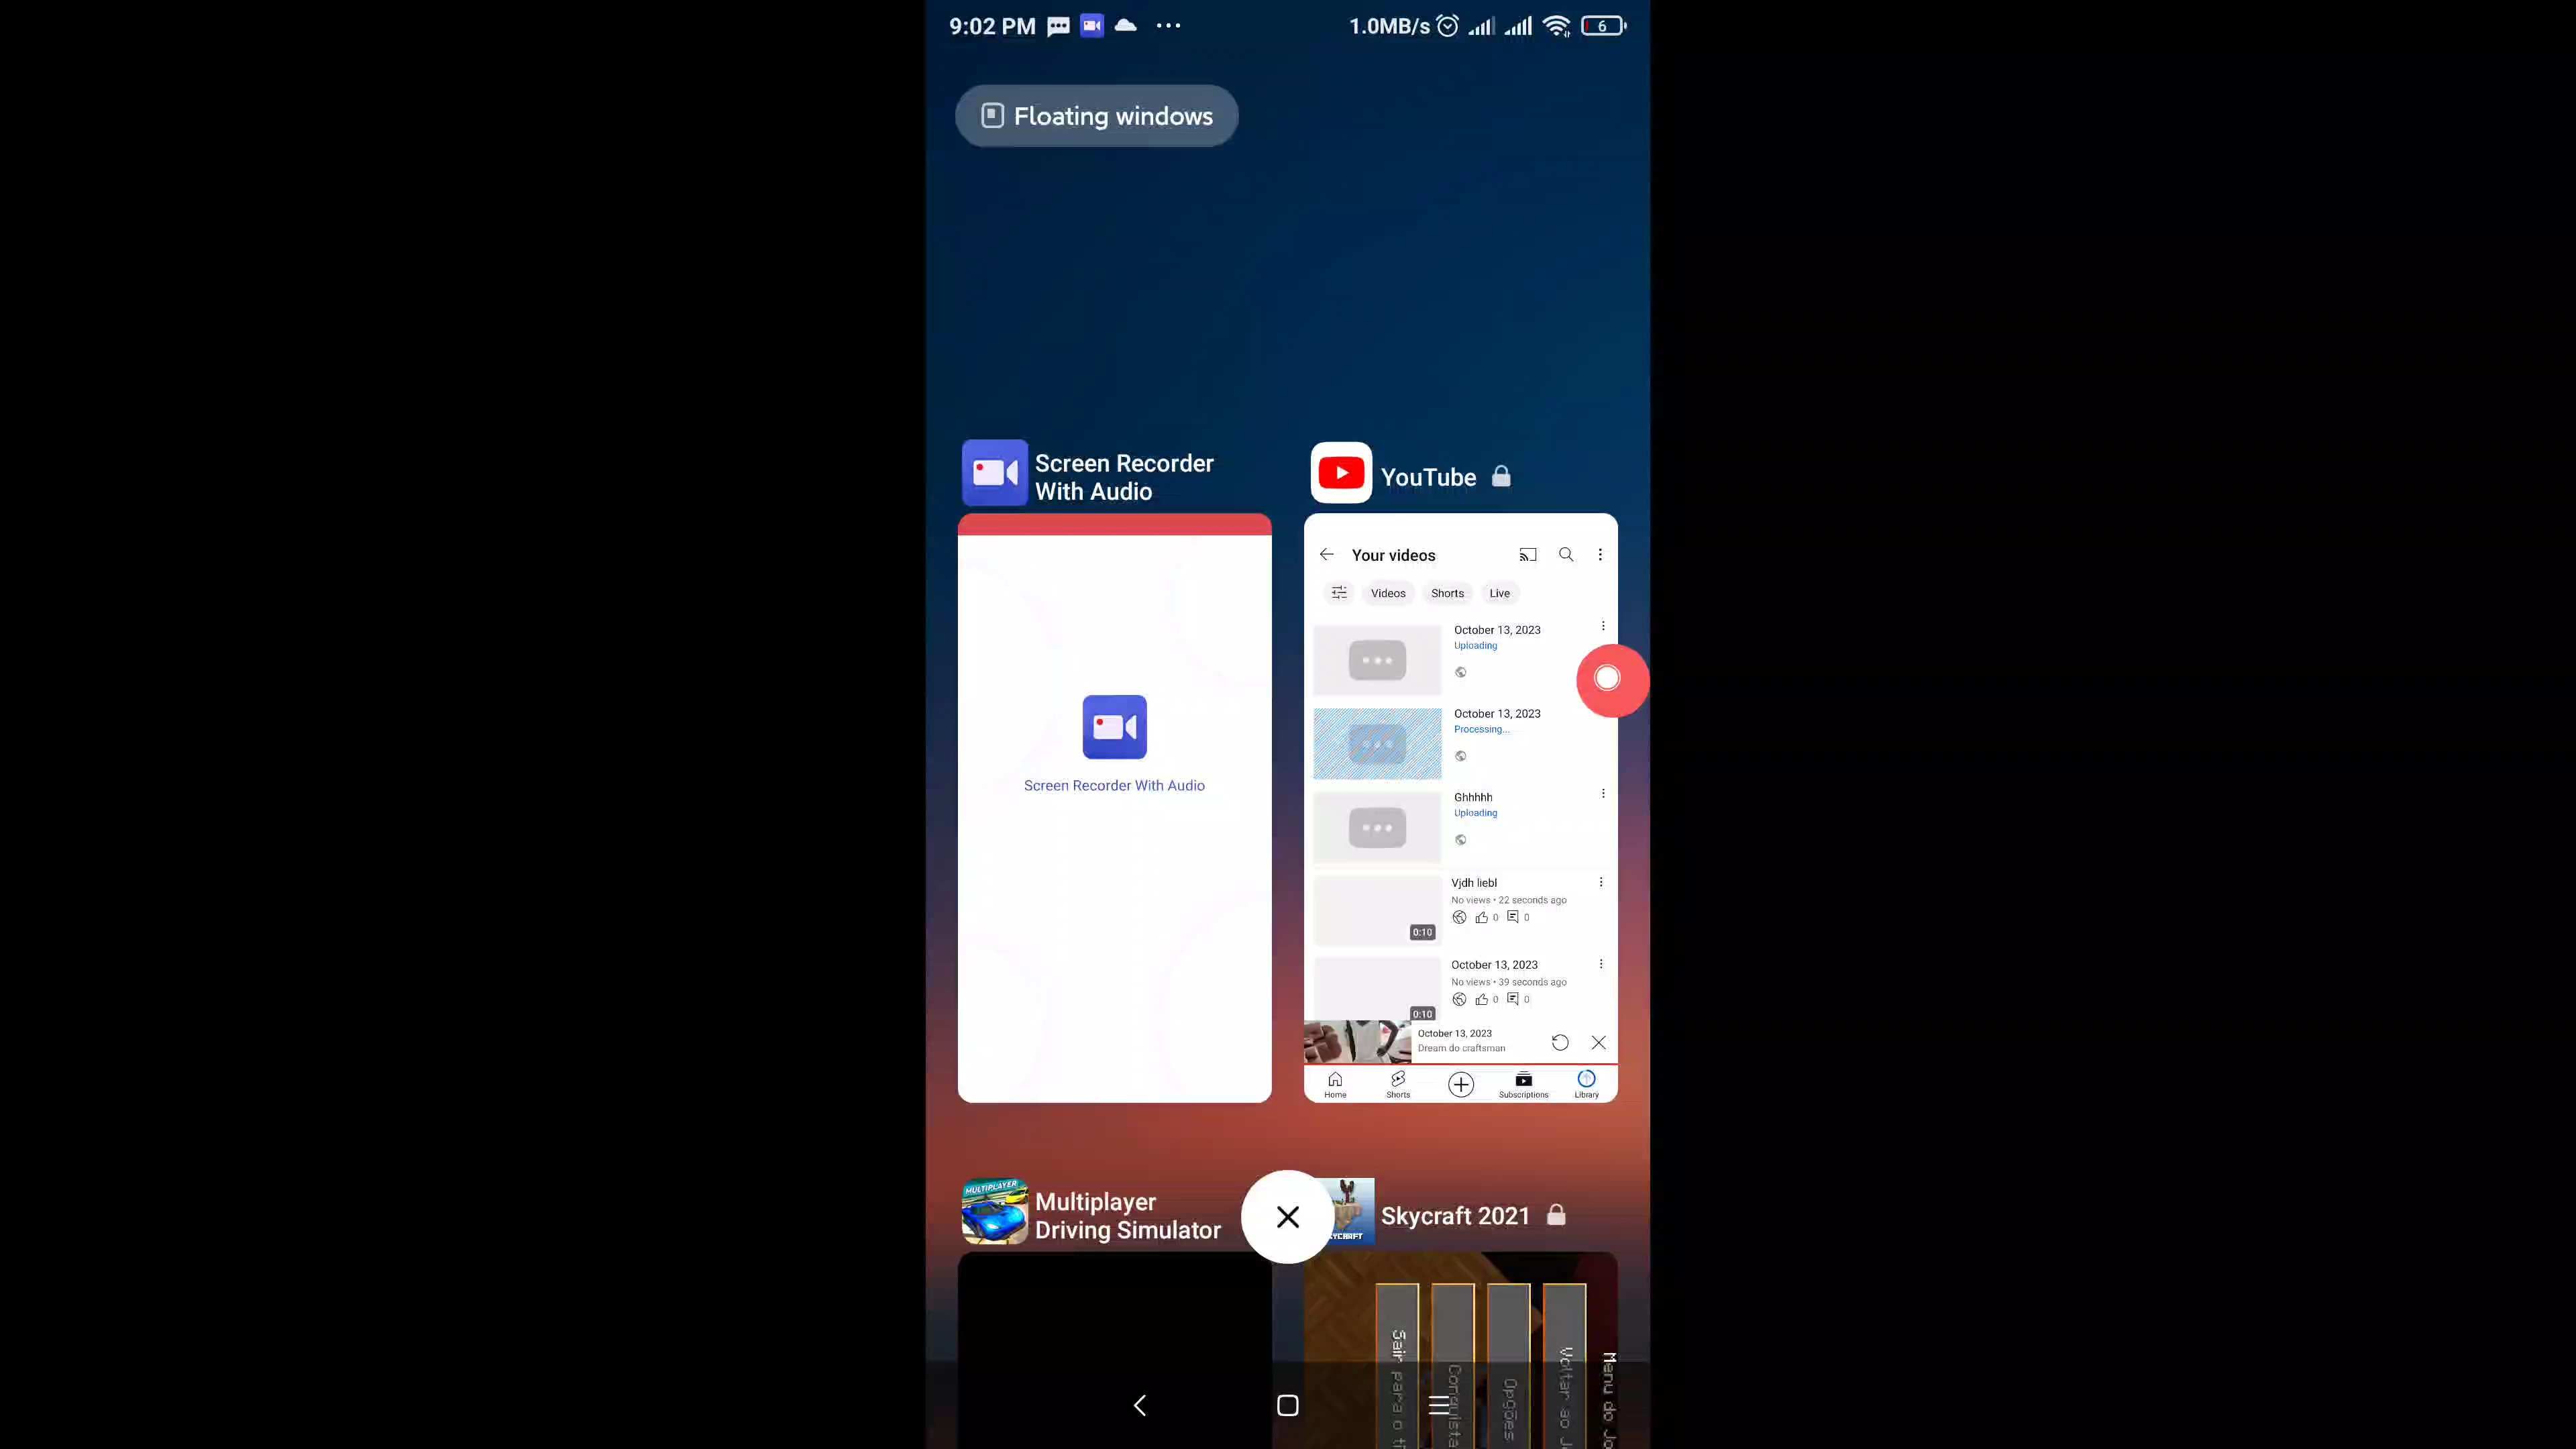 9:02 PM
1.0MB/s
6
Floating windows
Screen Recorder
With Audio
YouTube
Screen Recorder With Audio
Your videos
Videos
Shorts
Live
October 13, 2023
Uploading
October 13, 2023
Processing...
Ghhhhh
Uploading
Vjdh liebl
No views • 22 seconds ago
0
0
0:10
October 13, 2023
No views • 39 seconds ago
0
0
0:10
October 13, 2023
Dream do craftsman
Home
Shorts
Subscriptions
Library
MULTIPLAYER
Multiplayer
Driving Simulator
Skycraft 2021
Sair para o
Opções
Voltar ao
Menu do